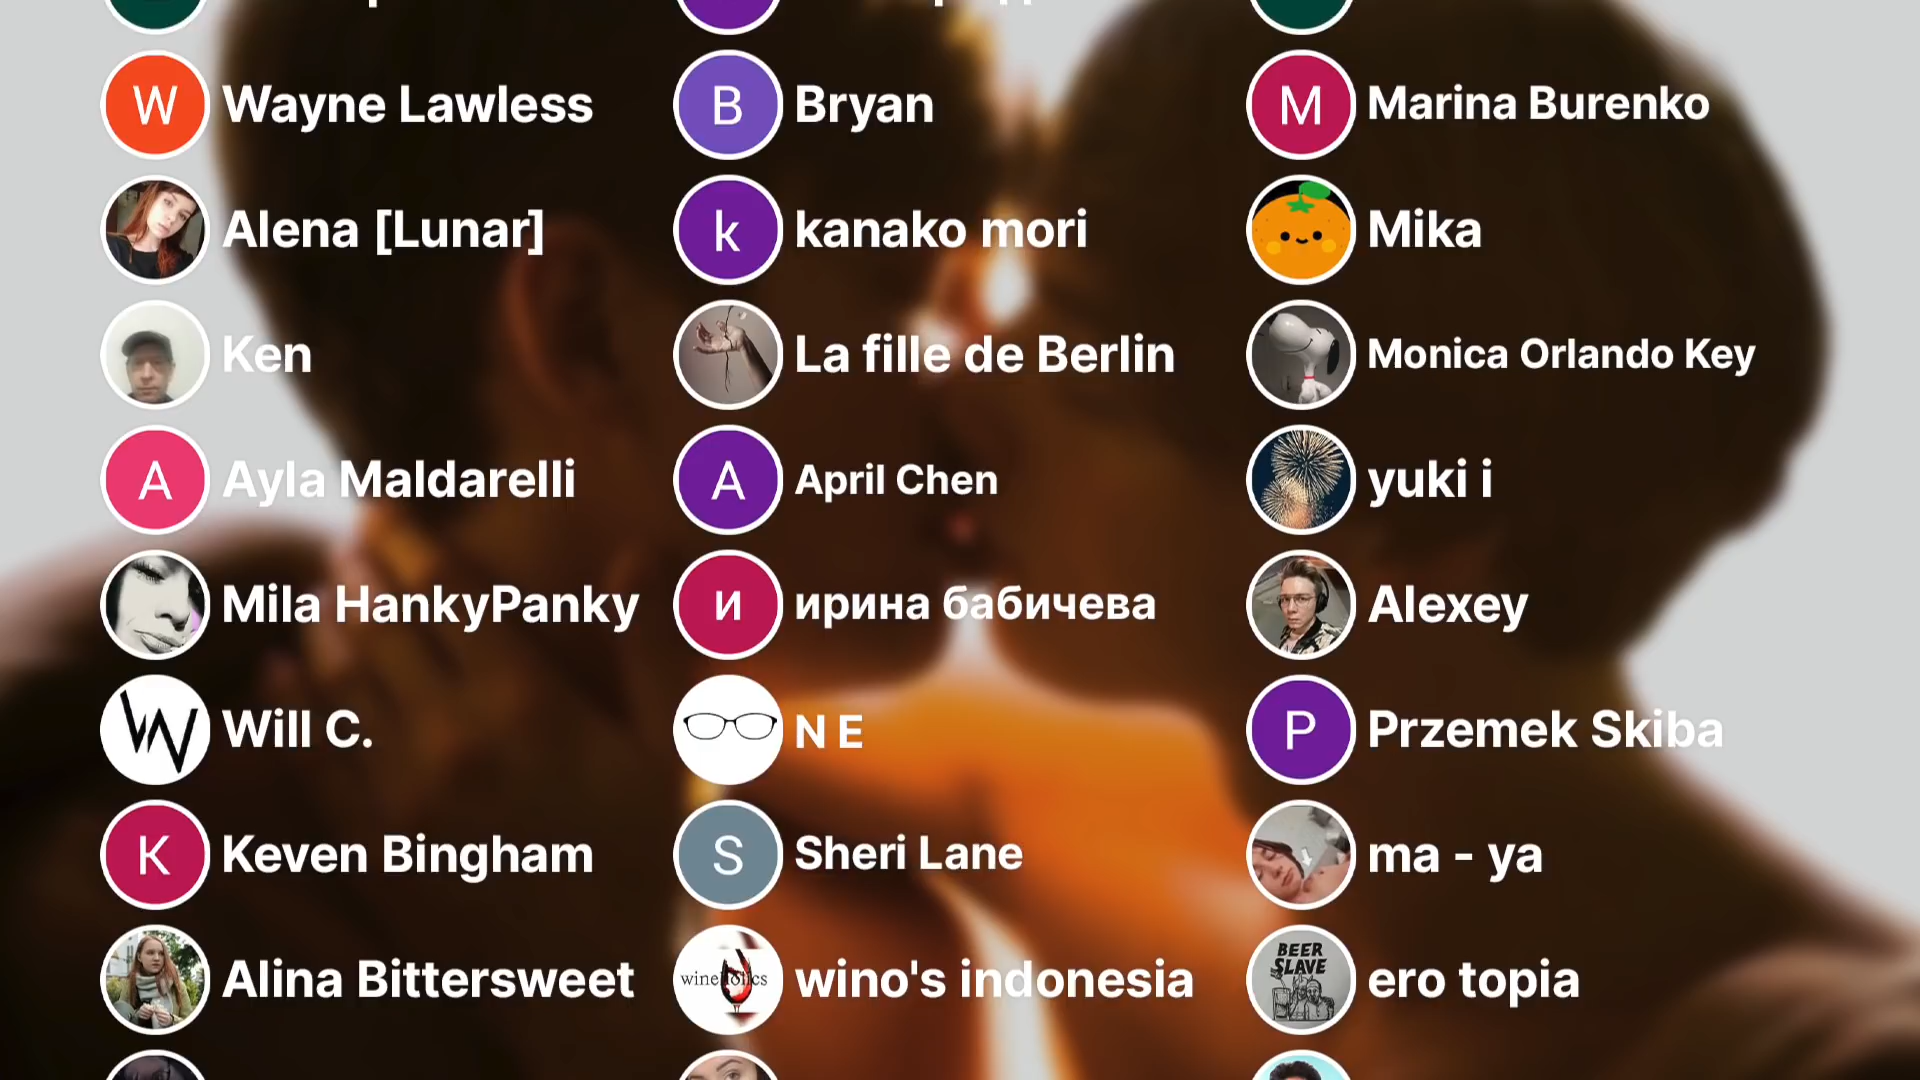 W Wayne Lawless
B Bryan
M Marina Burenko
Alena [Lunar]
k kanako mori
Mika
Ken
La fille de Berlin
Monica Orlando Key
A Ayla Maldarelli
A April Chen
yuki i
Mila HankyPanky
и ирина бабичева
Alexey
W Will C.
N E
P Przemek Skiba
K Keven Bingham
S Sheri Lane
ma - ya
Alina Bittersweet
wino's indonesia
BEER
SLAVE
ero topia